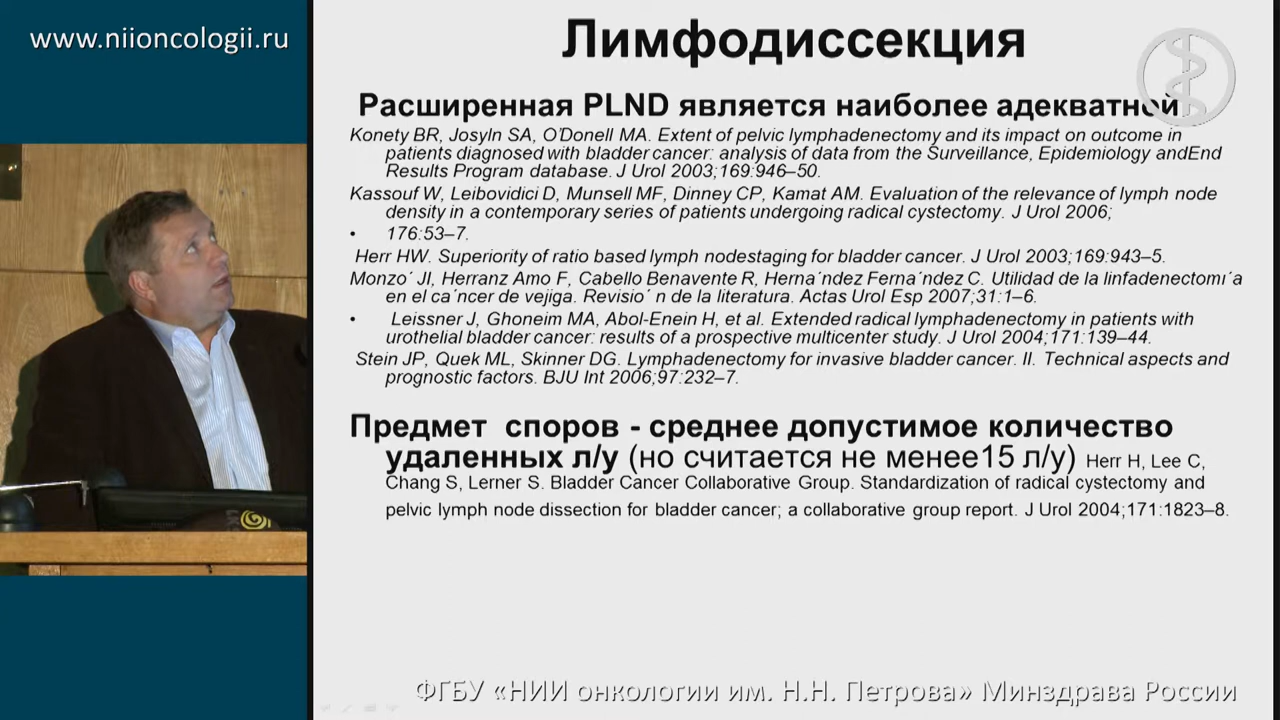 www.niioncologii.ru
Лимфодиссекция
Расширенная PLND является наиболее адекватной
Konety BR, Josyln SA, O'Donell MA. Extent of pelvic lymphadenectomy and its impact on outcome in
patients diagnosed with bladder cancer: analysis of data from the Surveillance, Epidemiology andEnd
Results Program database. J Urol 2003;169:946–50.
Kassouf W, Leibovidici D, Munsell MF, Dinney CP, Kamat AM. Evaluation of the relevance of lymph node
density in a contemporary series of patients undergoing radical cystectomy. J Urol 2006;
• 176:53–7.
Herr HW. Superiority of ratio based lymph nodestaging for bladder cancer. J Urol 2003;169:943–5.
Monzo´ JI, Herranz Amo F, Cabello Benavente R, Herna´ndez Ferna´ndez C. Utilidad de la linfadenectomı´a
en el ca´ncer de vejiga. Revisio´ n de la literatura. Actas Urol Esp 2007;31:1–6.
• Leissner J, Ghoneim MA, Abol-Enein H, et al. Extended radical lymphadenectomy in patients with
urothelial bladder cancer: results of a prospective multicenter study. J Urol 2004;171:139–44.
Stein JP, Quek ML, Skinner DG. Lymphadenectomy for invasive bladder cancer. II. Technical aspects and
prognostic factors. BJU Int 2006;97:232–7.
Предмет споров - среднее допустимое количество
удаленных л/у (но считается не менее15 л/у) Herr H, Lee C,
Chang S, Lerner S. Bladder Cancer Collaborative Group. Standardization of radical cystectomy and
pelvic lymph node dissection for bladder cancer; a collaborative group report. J Urol 2004;171:1823–8.
ФГБУ «НИИ онкологии им. Н.Н. Петрова» Минздрава России